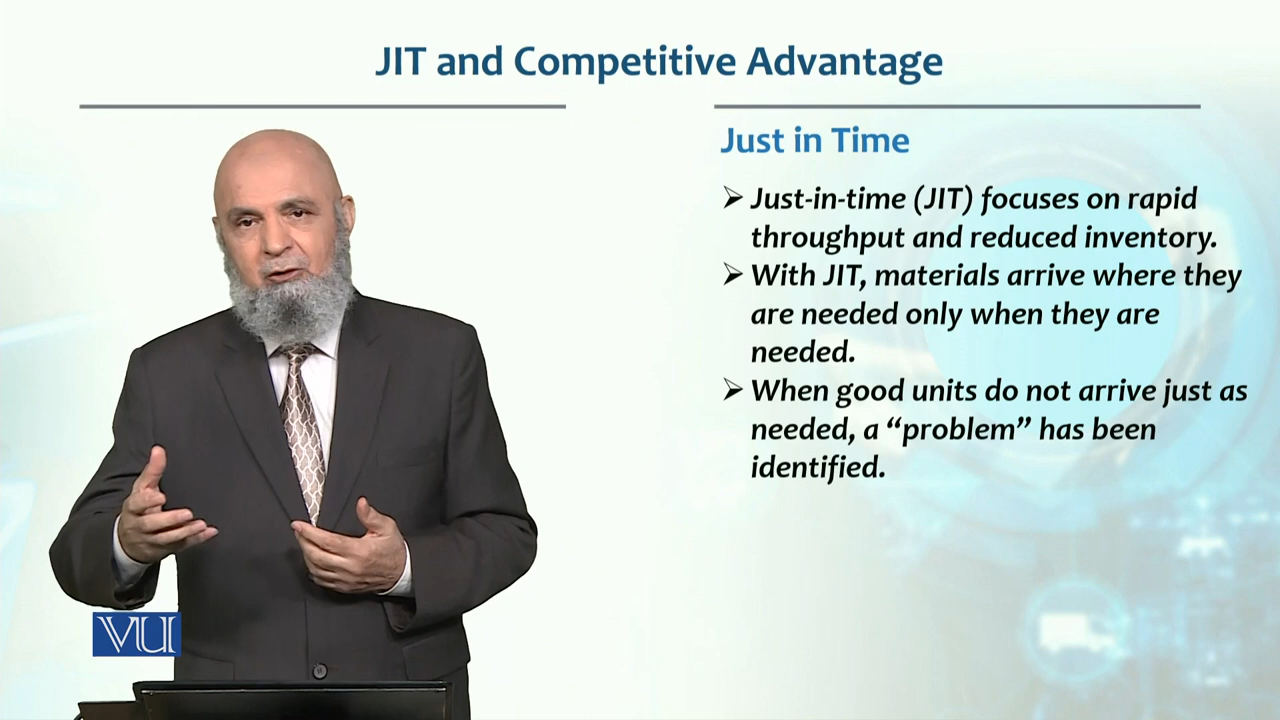 JIT and Competitive Advantage
Just in Time
➢ Just-in-time (JIT) focuses on rapid
throughput and reduced inventory.
➢ With JIT, materials arrive where they
are needed only when they are
needed.
➢ When good units do not arrive just as
needed, a “problem” has been
identified.
VU